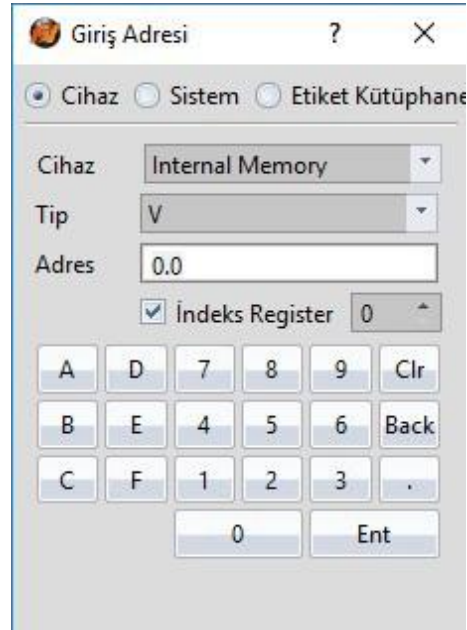 Giriş Adresi ? ×
Cihaz Sistem Etiket Kütüphane
Cihaz Internal Memory
Tip V
Adres 0.0
İndeks Register 0
A D 7 8 9 Clr
B E 4 5 6 Back
C F 1 2 3 .
0 Ent